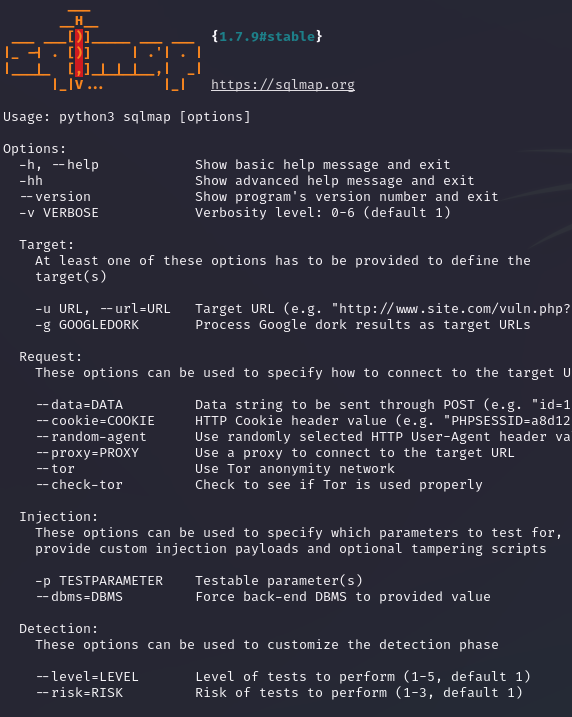 H
{1.7.9#stable}
https://sqlmap.org
Usage: python3 sqlmap [options]
Options:
-h, --help Show basic help message and exit
-hh Show advanced help message and exit
--version Show program's version number and exit
-v VERBOSE Verbosity level: 0-6 (default 1)
Target:
At least one of these options has to be provided to define the
target(s)
-u URL, --url=URL Target URL (e.g. "http://www.site.com/vuln.php?
-g GOOGLEDORK Process Google dork results as target URLs
Request:
These options can be used to specify how to connect to the target U
--data=DATA Data string to be sent through POST (e.g. "id=1
--cookie=COOKIE HTTP Cookie header value (e.g. "PHPSESSID=a8d12
--random-agent Use randomly selected HTTP User-Agent header va
--proxy=PROXY Use a proxy to connect to the target URL
--tor Use Tor anonymity network
--check-tor Check to see if Tor is used properly
Injection:
These options can be used to specify which parameters to test for,
provide custom injection payloads and optional tampering scripts
-p TESTPARAMETER Testable parameter(s)
--dbms=DBMS Force back-end DBMS to provided value
Detection:
These options can be used to customize the detection phase
--level=LEVEL Level of tests to perform (1-5, default 1)
--risk=RISK Risk of tests to perform (1-3, default 1)